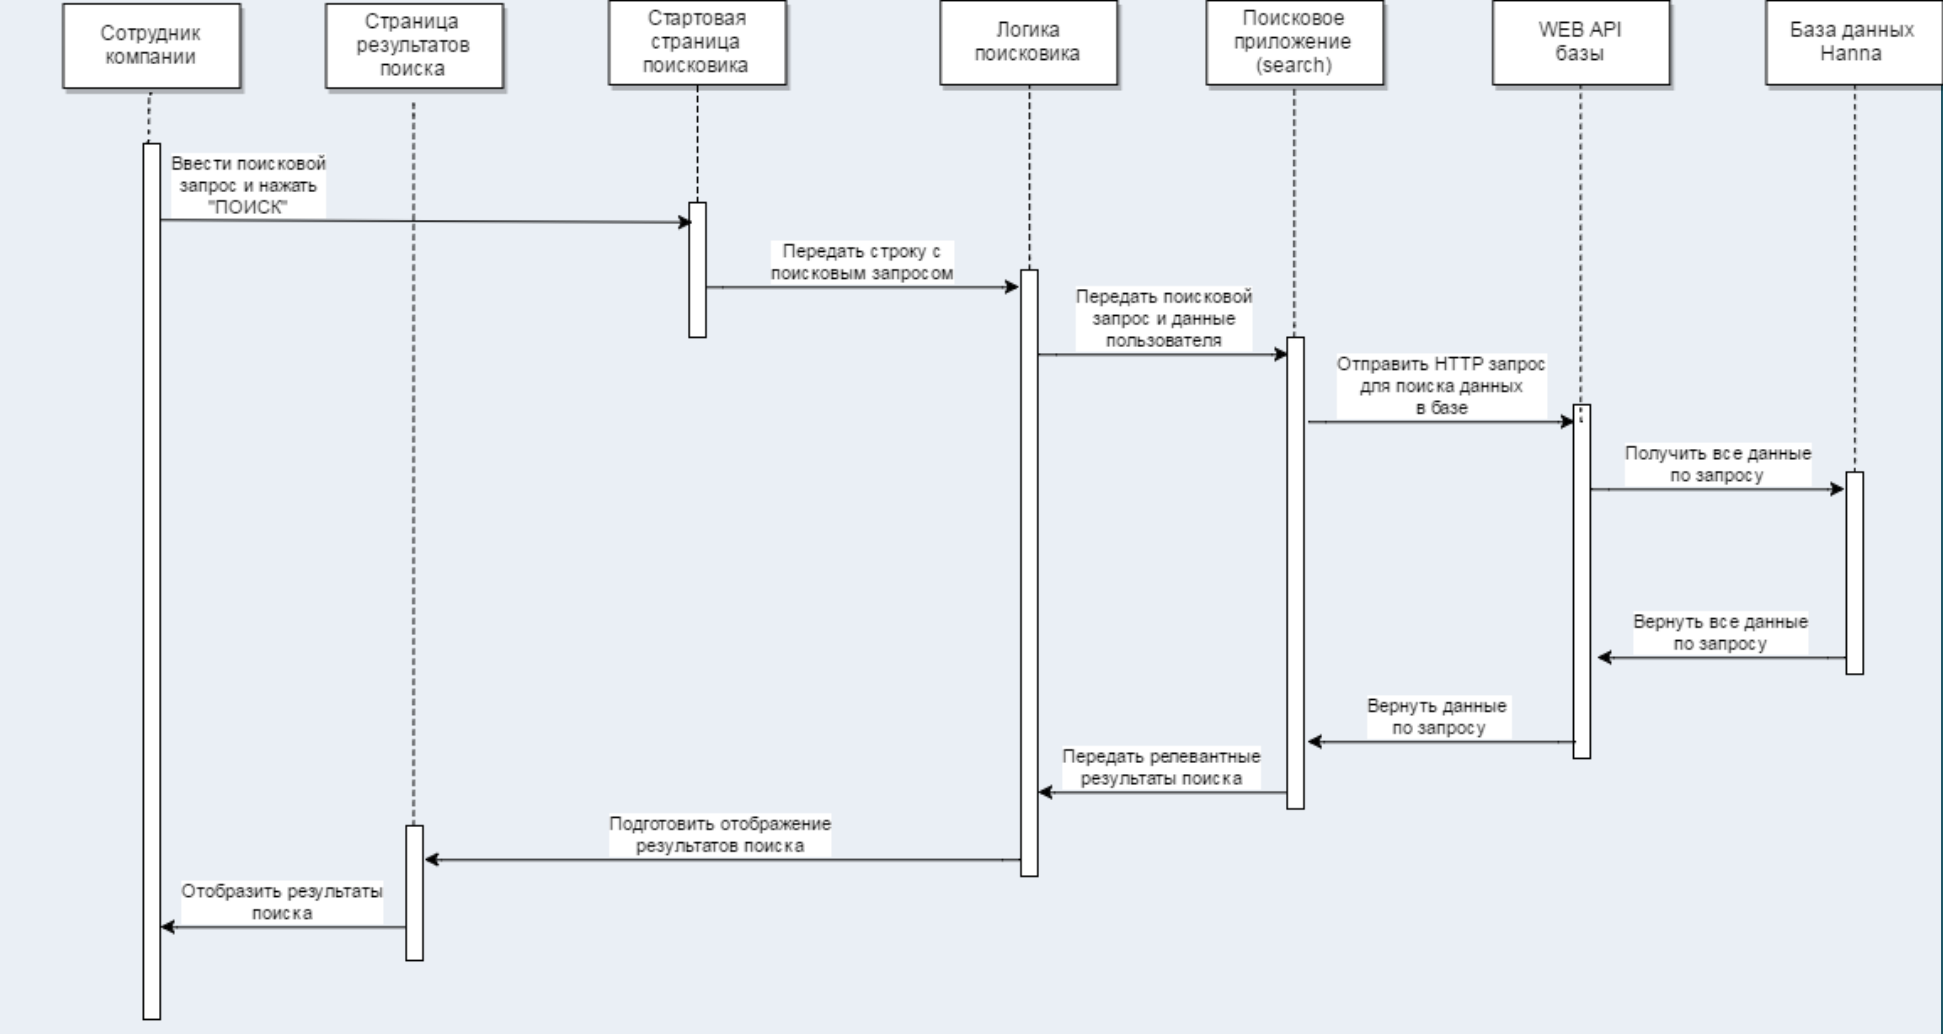 Сотрудник
компании
Страница
результатов
поиска
Стартовая
страница
поисковика
Логика
поисковика
Поисковое
приложение
(search)
WEB API
базы
База данных
Hanna
Ввести поисковой
запрос и нажать
"ПОИСК"
Передать строку с
поисковым запросом
Передать поисковой
запрос и данные
пользователя
Отправить HTTP запрос
для поиска данных
в базе
Получить все данные
по запросу
Вернуть все данные
по запросу
Вернуть данные
по запросу
Передать релевантные
результаты поиска
Подготовить отображение
результатов поиска
Отобразить результаты
поиска